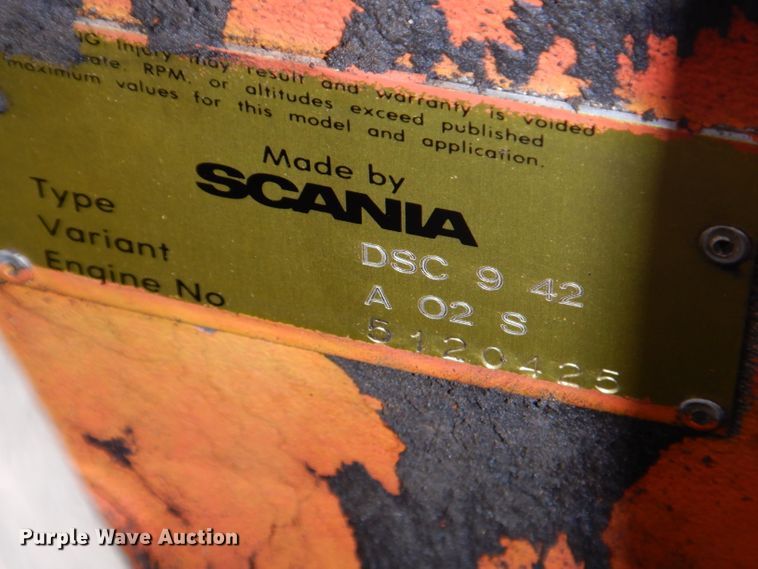 Injury may result and warranty is voided
rate, RPM, or altitudes exceed published
maximum values for this model and application.
Made by
SCANIA
Type DSC 9 42
Variant A 02 S
Engine No 5120425
Purple Wave Auction®